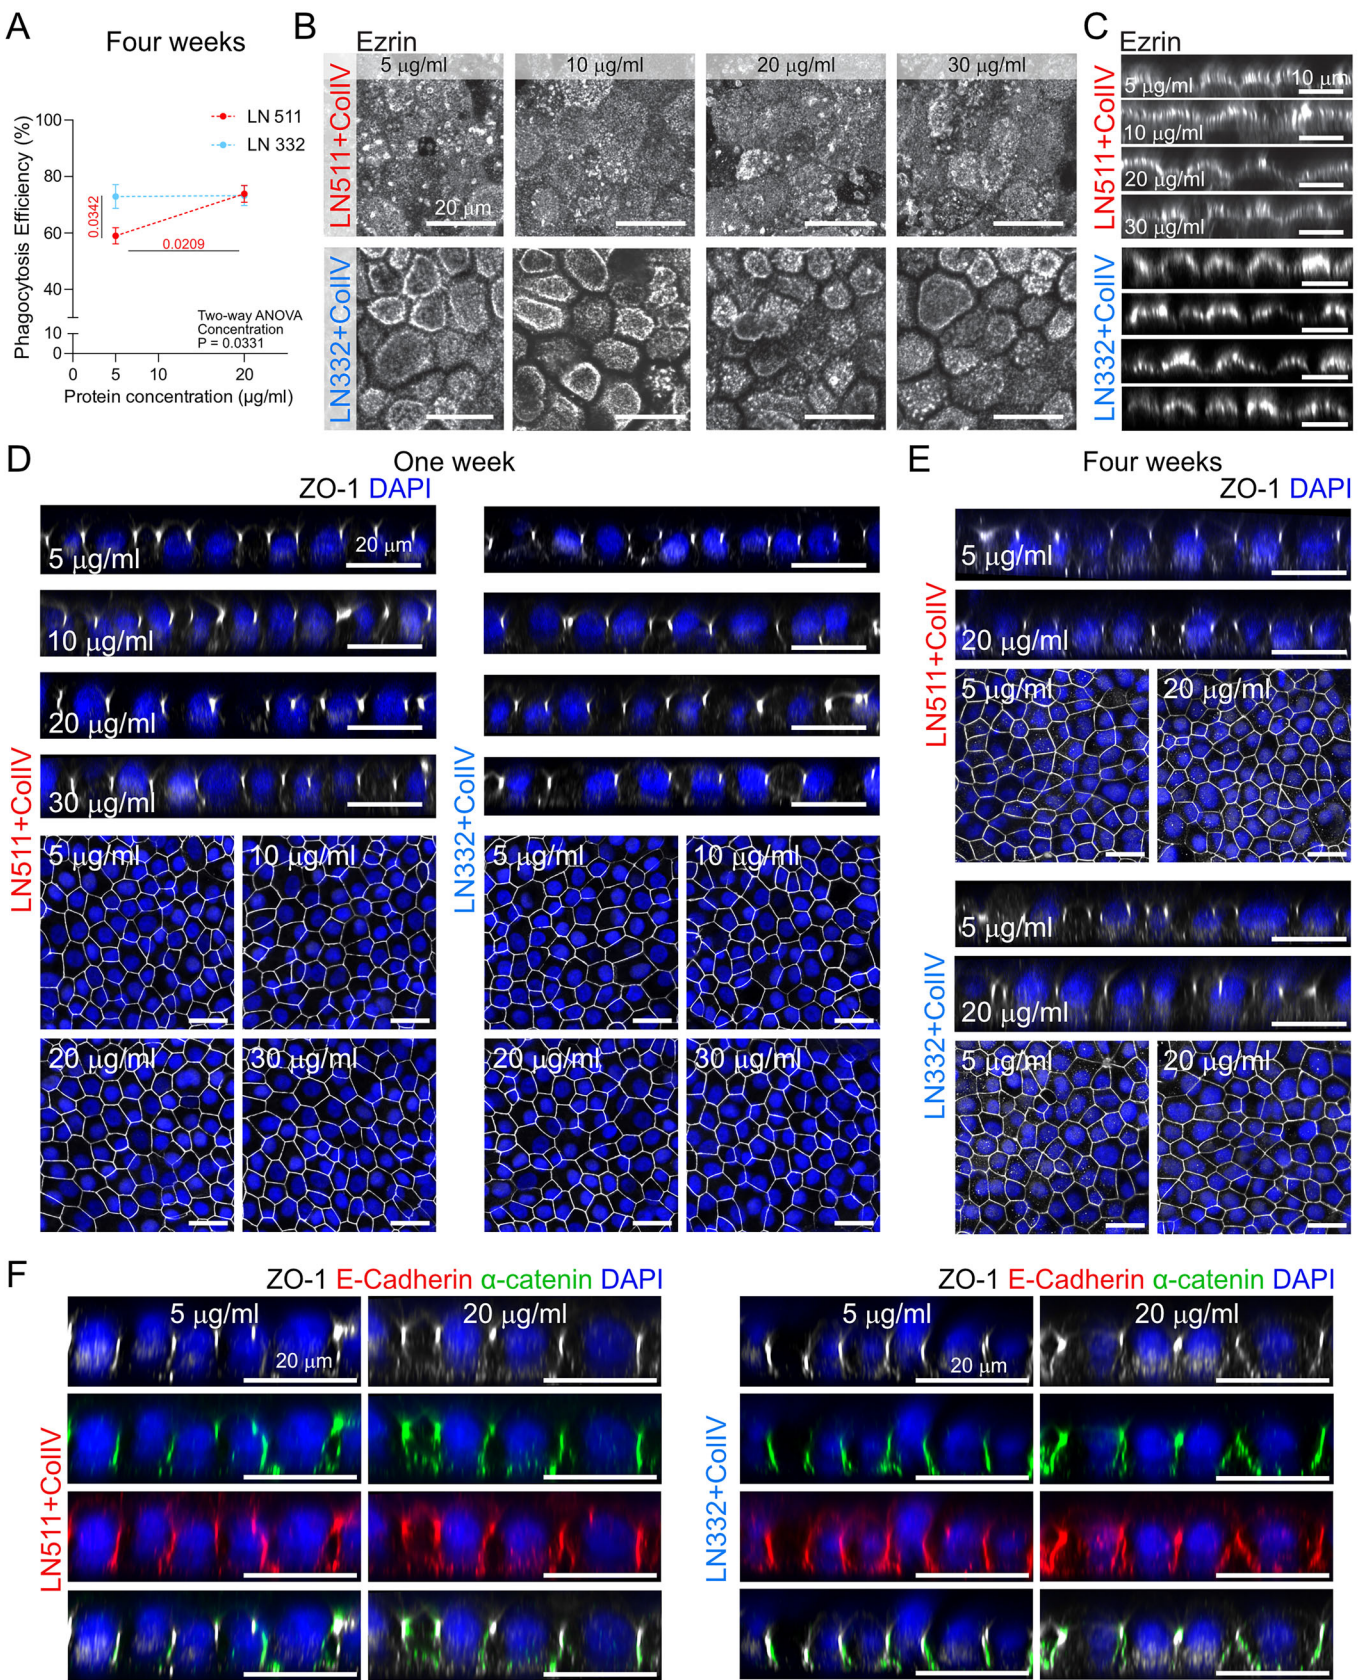 A
Four weeks
LN 511
LN 332
Phagocytosis Efficiency (%)
100
80
60
40
10
0
0.0342
0.0209
Two-way ANOVA
Concentration
P = 0.0331
0 5 10 20
Protein concentration (µg/ml)
B
Ezrin
5 µg/ml 10 µg/ml 20 µg/ml 30 µg/ml
LN511+ColIV
20 µm
LN332+ColIV
C
Ezrin
LN511+ColIV
5 µg/ml 10 µm
10 µg/ml
20 µg/ml
30 µg/ml
LN332+ColIV
D
One week
ZO-1 DAPI
LN511+ColIV
5 µg/ml 20 µm
10 µg/ml
20 µg/ml
30 µg/ml
5 µg/ml 10 µg/ml
20 µg/ml 30 µg/ml
LN332+ColIV
5 µg/ml 10 µg/ml
20 µg/ml 30 µg/ml
E
Four weeks
ZO-1 DAPI
LN511+ColIV
5 µg/ml
20 µg/ml
5 µg/ml 20 µg/ml
LN332+ColIV
5 µg/ml
20 µg/ml
5 µg/ml 20 µg/ml
F
ZO-1 E-Cadherin α-catenin DAPI
LN511+ColIV
5 µg/ml 20 µg/ml
20 µm
ZO-1 E-Cadherin α-catenin DAPI
LN332+ColIV
5 µg/ml 20 µg/ml
20 µm